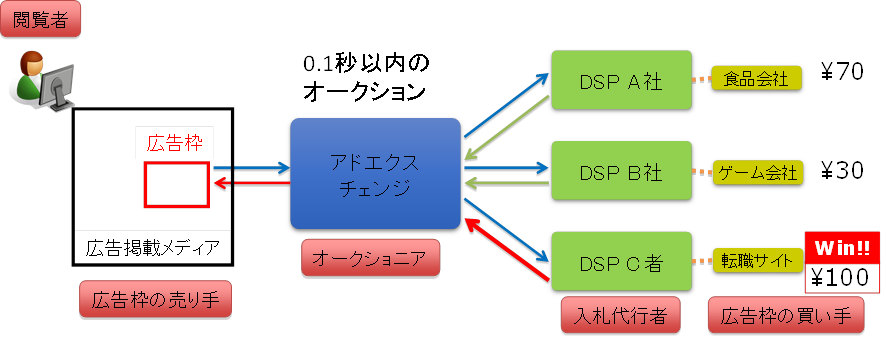 閲覧者
0.1秒以内の
オークション
広告枠
広告掲載メディア
広告枠の売り手
アドエクス
チェンジ
オークショニア
DSP A社
食品会社
¥70
DSP B社
ゲーム会社
¥30
DSP C者
転職サイト
Win!!
¥100
入札代行者
広告枠の買い手